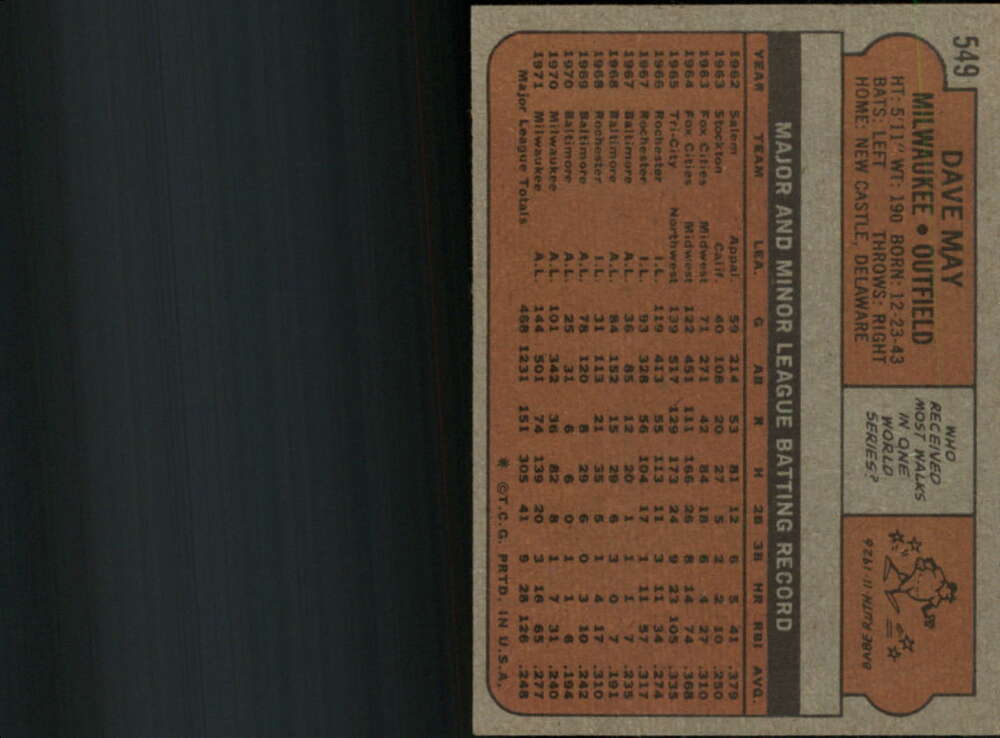 549
DAVE MAY
MILWAUKEE • OUTFIELD
HT: 5'11" WT: 190 BORN: 12-23-43
BATS: LEFT THROWS: RIGHT
HOME: NEW CASTLE, DELAWARE
WHO
RECEIVED
MOST WALKS
IN ONE
WORLD
SERIES?
BABE RUTH-11-1926
MAJOR AND MINOR LEAGUE BATTING RECORD
YEAR TEAM LEA. G AB R H 2B 3B HR RBI AVG.
1962 Salem Appal. 59 214 53 81 12 6 5 41 .379
1963 Stockton Calif. 40 108 20 27 5 2 2 10 .250
1963 Fox Cities Midwest 71 271 42 84 18 6 4 27 .310
1964 Fox Cities Midwest 122 451 111 166 26 8 14 74 .368
1965 Tri-City Northwest 139 517 129 173 24 9 23 105 .335
1966 Rochester I.L. 119 413 55 113 11 3 11 34 .274
1967 Rochester I.L. 93 328 56 104 17 1 11 57 .317
1967 Baltimore A.L. 36 85 12 20 1 1 1 7 .235
1968 Baltimore A.L. 84 152 15 29 6 3 0 7 .191
1968 Rochester I.L. 31 113 21 35 5 1 4 17 .310
1969 Baltimore A.L. 78 120 8 29 6 0 3 10 .242
1970 Baltimore A.L. 25 31 6 6 0 1 1 6 .194
1970 Milwaukee A.L. 101 342 36 82 8 1 7 31 .240
1971 Milwaukee A.L. 144 501 74 139 20 3 16 65 .277
Major League Totals 468 1231 151 305 41 9 28 126 .248
* © T.C.G. PRTD. IN U.S.A.